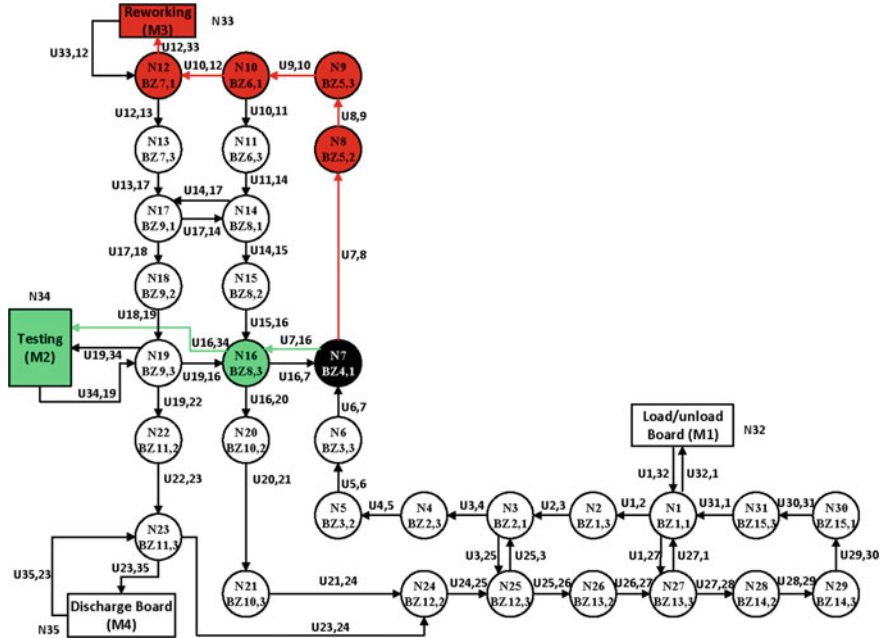 Reworking
(M3)
N33
U12,33
U33,12
N12
BZ7,1
U10,12
N10
BZ6,1
U9,10
N9
BZ5,3
U12,13
U10,11
U8,9
N13
BZ7,3
N11
BZ6,3
N8
BZ5,2
U13,17
U14,17
U11,14
N17
BZ9,1
U17,14
N14
BZ8,1
U17,18
U14,15
U7,8
N18
BZ9,2
N15
BZ8,2
N34
U18,19
U15,16
Testing
(M2)
U16,34
U7,16
U19,34
N19
BZ9,3
U19,16
N16
BZ8,3
U16,7
N7
BZ4,1
U34,19
U19,22
U16,20
U6,7
N22
BZ11,2
N20
BZ10,2
N6
BZ3,3
Load/unload
Board (M1)
N32
U22,23
U20,21
U5,6
U1,32
U32,1
N5
BZ3,2
U4,5
N4
BZ2,3
U3,4
N3
BZ2,1
U2,3
N2
BZ1,3
U1,2
N1
BZ1,1
U31,1
N31
BZ15,3
U30,31
N30
BZ15,1
N23
BZ11,3
U3,25
U25,3
U1,27
U27,1
U29,30
U35,23
U23,35
N21
BZ10,3
U21,24
N24
BZ12,2
U24,25
N25
BZ12,3
U25,26
N26
BZ13,2
U26,27
N27
BZ13,3
U27,28
N28
BZ14,2
U28,29
N29
BZ14,3
Discharge Board
(M4)
N35
U23,24